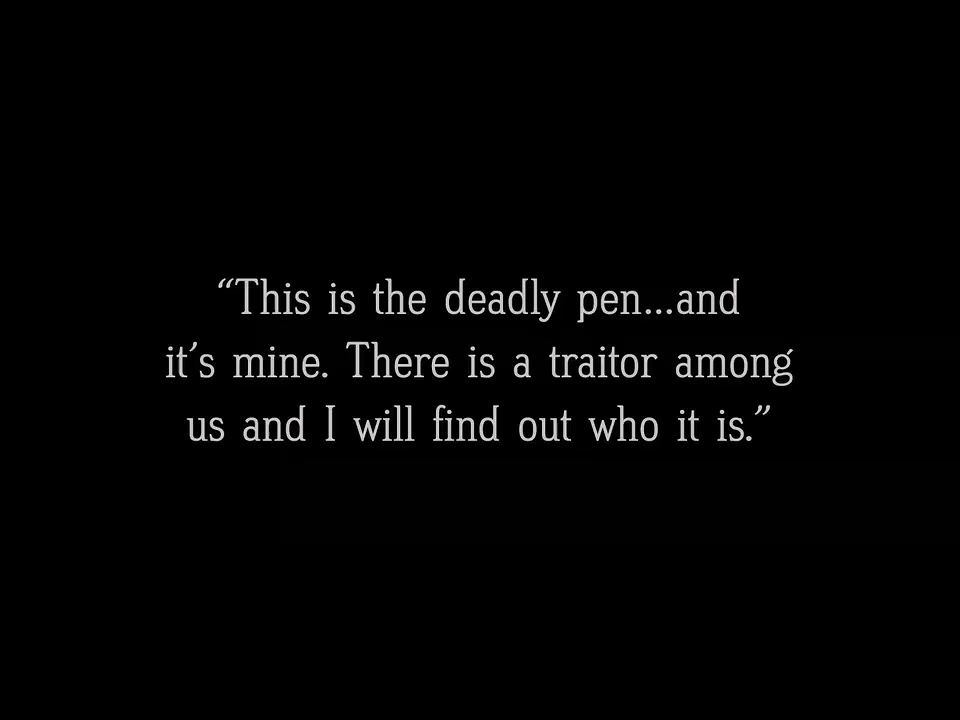 “This is the deadly pen...and
it’s mine. There is a traitor among
us and I will find out who it is.”